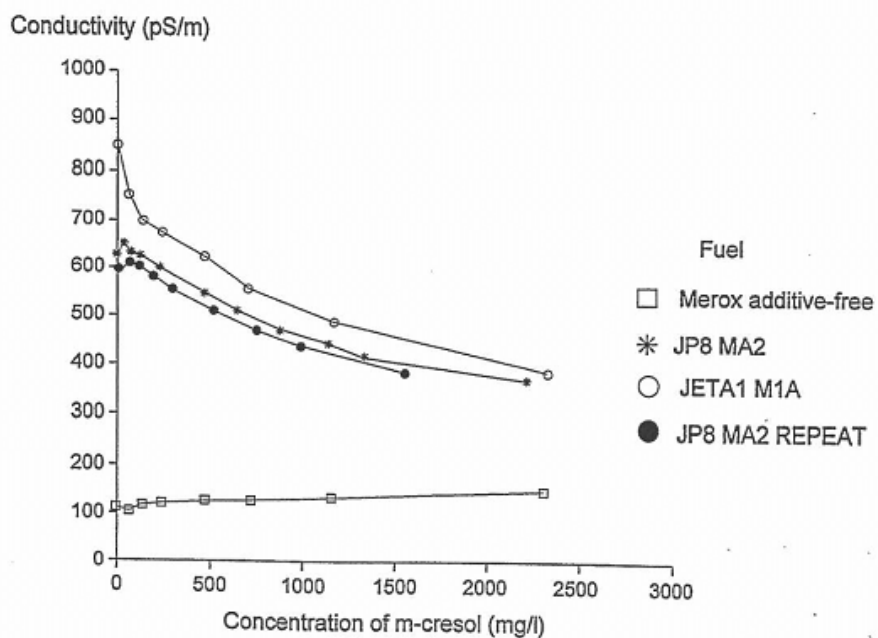 Conductivity (pS/m)
1000
900
800
700
600
500
400
300
200
100
0
0 500 1000 1500 2000 2500 3000
Concentration of m-cresol (mg/l)
Fuel
Merox additive-free
JP8 MA2
JETA1 M1A
JP8 MA2 REPEAT